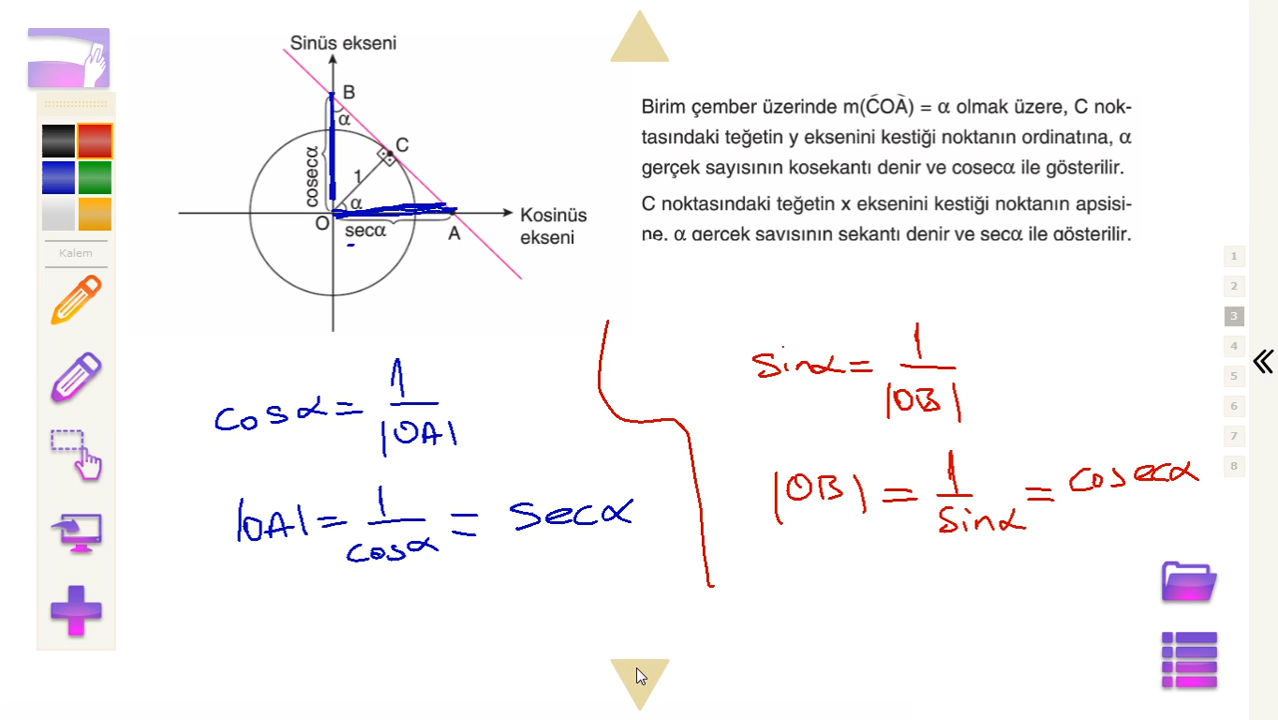 Sinüs ekseni
B
α
C
cosecα
1
α
O
secα
A
Kosinüs
ekseni
Birim çember üzerinde m(COA) = α olmak üzere, C nok-
tasındaki teğetin y eksenini kestiği noktanın ordinatına, α
gerçek sayısının kosekantı denir ve cosecα ile gösterilir.
C noktasındaki teğetin x eksenini kestiği noktanın apsisi-
ne, α gerçek sayısının sekantı denir ve secα ile gösterilir.
Kalem
cosα = 1/|OA|
|OA| = 1/cosα = secα
sinα = 1/|OB|
|OB| = 1/sinα = cosecα
1
2
3
4
5
6
7
8